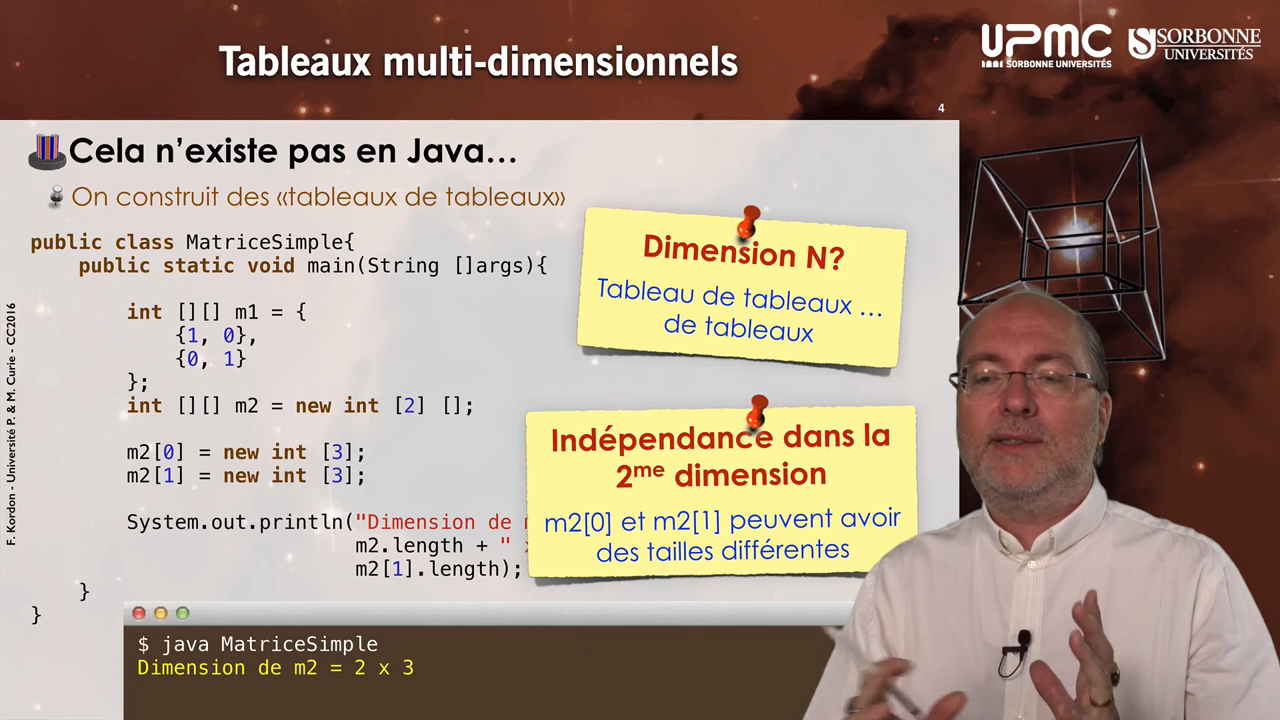 Tableaux multi-dimensionnels
UPMC
SORBONNE UNIVERSITÉS
SORBONNE
UNIVERSITÉS
4
Cela n’existe pas en Java…
On construit des «tableaux de tableaux»
public class MatriceSimple{
public static void main(String []args){
int [][] m1 = {
{1, 0},
{0, 1}
};
int [][] m2 = new int [2] [];
m2[0] = new int [3];
m2[1] = new int [3];
System.out.println("Dimension de
m2.length + "
m2[1].length);
}
}
Dimension N?
Tableau de tableaux …
de tableaux
Indépendance dans la
2me dimension
m2[0] et m2[1] peuvent avoir
des tailles différentes
$ java MatriceSimple
Dimension de m2 = 2 x 3
F. Kordon - Université P. & M. Curie - CC2016